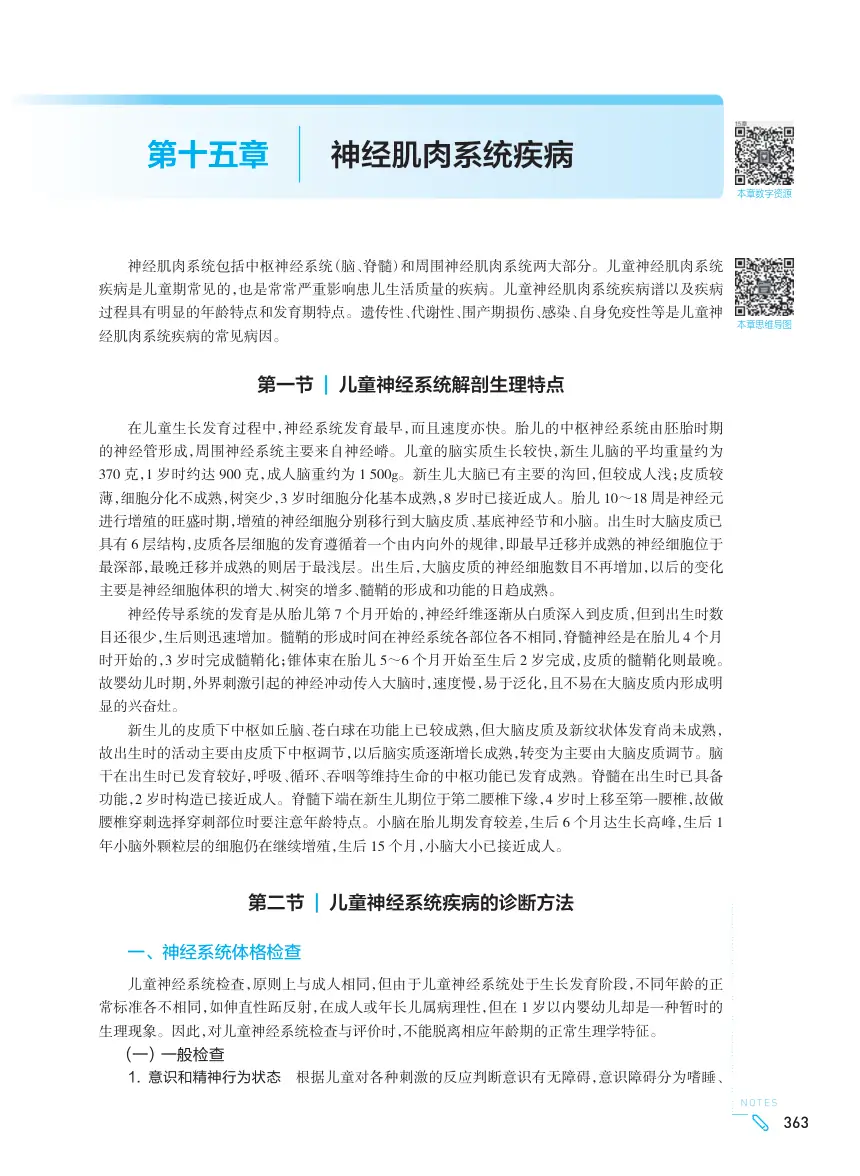 第十五章 神经肌肉系统疾病
15章
本章数字资源
神经肌肉系统包括中枢神经系统(脑、脊髓)和周围神经肌肉系统两大部分。儿童神经肌肉系统
疾病是儿童期常见的,也是常常严重影响患儿生活质量的疾病。儿童神经肌肉系统疾病谱以及疾病
过程具有明显的年龄特点和发育期特点。遗传性、代谢性、围产期损伤、感染、自身免疫性等是儿童神
经肌肉系统疾病的常见病因。
本章思维导图
第一节 | 儿童神经系统解剖生理特点
在儿童生长发育过程中,神经系统发育最早,而且速度亦快。胎儿的中枢神经系统由胚胎时期
的神经管形成,周围神经系统主要来自神经嵴。儿童的脑实质生长较快,新生儿脑的平均重量约为
370 克,1 岁时约达 900 克,成人脑重约为 1 500g。新生儿大脑已有主要的沟回,但较成人浅;皮质较
薄,细胞分化不成熟,树突少,3 岁时细胞分化基本成熟,8 岁时已接近成人。胎儿 10～18 周是神经元
进行增殖的旺盛时期,增殖的神经细胞分别移行到大脑皮质、基底神经节和小脑。出生时大脑皮质已
具有 6 层结构,皮质各层细胞的发育遵循着一个由内向外的规律,即最早迁移并成熟的神经细胞位于
最深部,最晚迁移并成熟的则居于最浅层。出生后,大脑皮质的神经细胞数目不再增加,以后的变化
主要是神经细胞体积的增大、树突的增多、髓鞘的形成和功能的日趋成熟。
神经传导系统的发育是从胎儿第 7 个月开始的,神经纤维逐渐从白质深入到皮质,但到出生时数
目还很少,生后则迅速增加。髓鞘的形成时间在神经系统各部位各不相同,脊髓神经是在胎儿 4 个月
时开始的,3 岁时完成髓鞘化;锥体束在胎儿 5～6 个月开始至生后 2 岁完成,皮质的髓鞘化则最晚。
故婴幼儿时期,外界刺激引起的神经冲动传入大脑时,速度慢,易于泛化,且不易在大脑皮质内形成明
显的兴奋灶。
新生儿的皮质下中枢如丘脑、苍白球在功能上已较成熟,但大脑皮质及新纹状体发育尚未成熟,
故出生时的活动主要由皮质下中枢调节,以后脑实质逐渐增长成熟,转变为主要由大脑皮质调节。脑
干在出生时已发育较好,呼吸、循环、吞咽等维持生命的中枢功能已发育成熟。脊髓在出生时已具备
功能,2 岁时构造已接近成人。脊髓下端在新生儿期位于第二腰椎下缘,4 岁时上移至第一腰椎,故做
腰椎穿刺选择穿刺部位时要注意年龄特点。小脑在胎儿期发育较差,生后 6 个月达生长高峰,生后 1
年小脑外颗粒层的细胞仍在继续增殖,生后 15 个月,小脑大小已接近成人。
第二节 | 儿童神经系统疾病的诊断方法
一、神经系统体格检查
儿童神经系统检查,原则上与成人相同,但由于儿童神经系统处于生长发育阶段,不同年龄的正
常标准各不相同,如伸直性跖反射,在成人或年长儿属病理性,但在 1 岁以内婴幼儿却是一种暂时的
生理现象。因此,对儿童神经系统检查与评价时,不能脱离相应年龄期的正常生理学特征。
(一) 一般检查
1. 意识和精神行为状态 根据儿童对各种刺激的反应判断意识有无障碍,意识障碍分为嗜睡、
NOTES
363